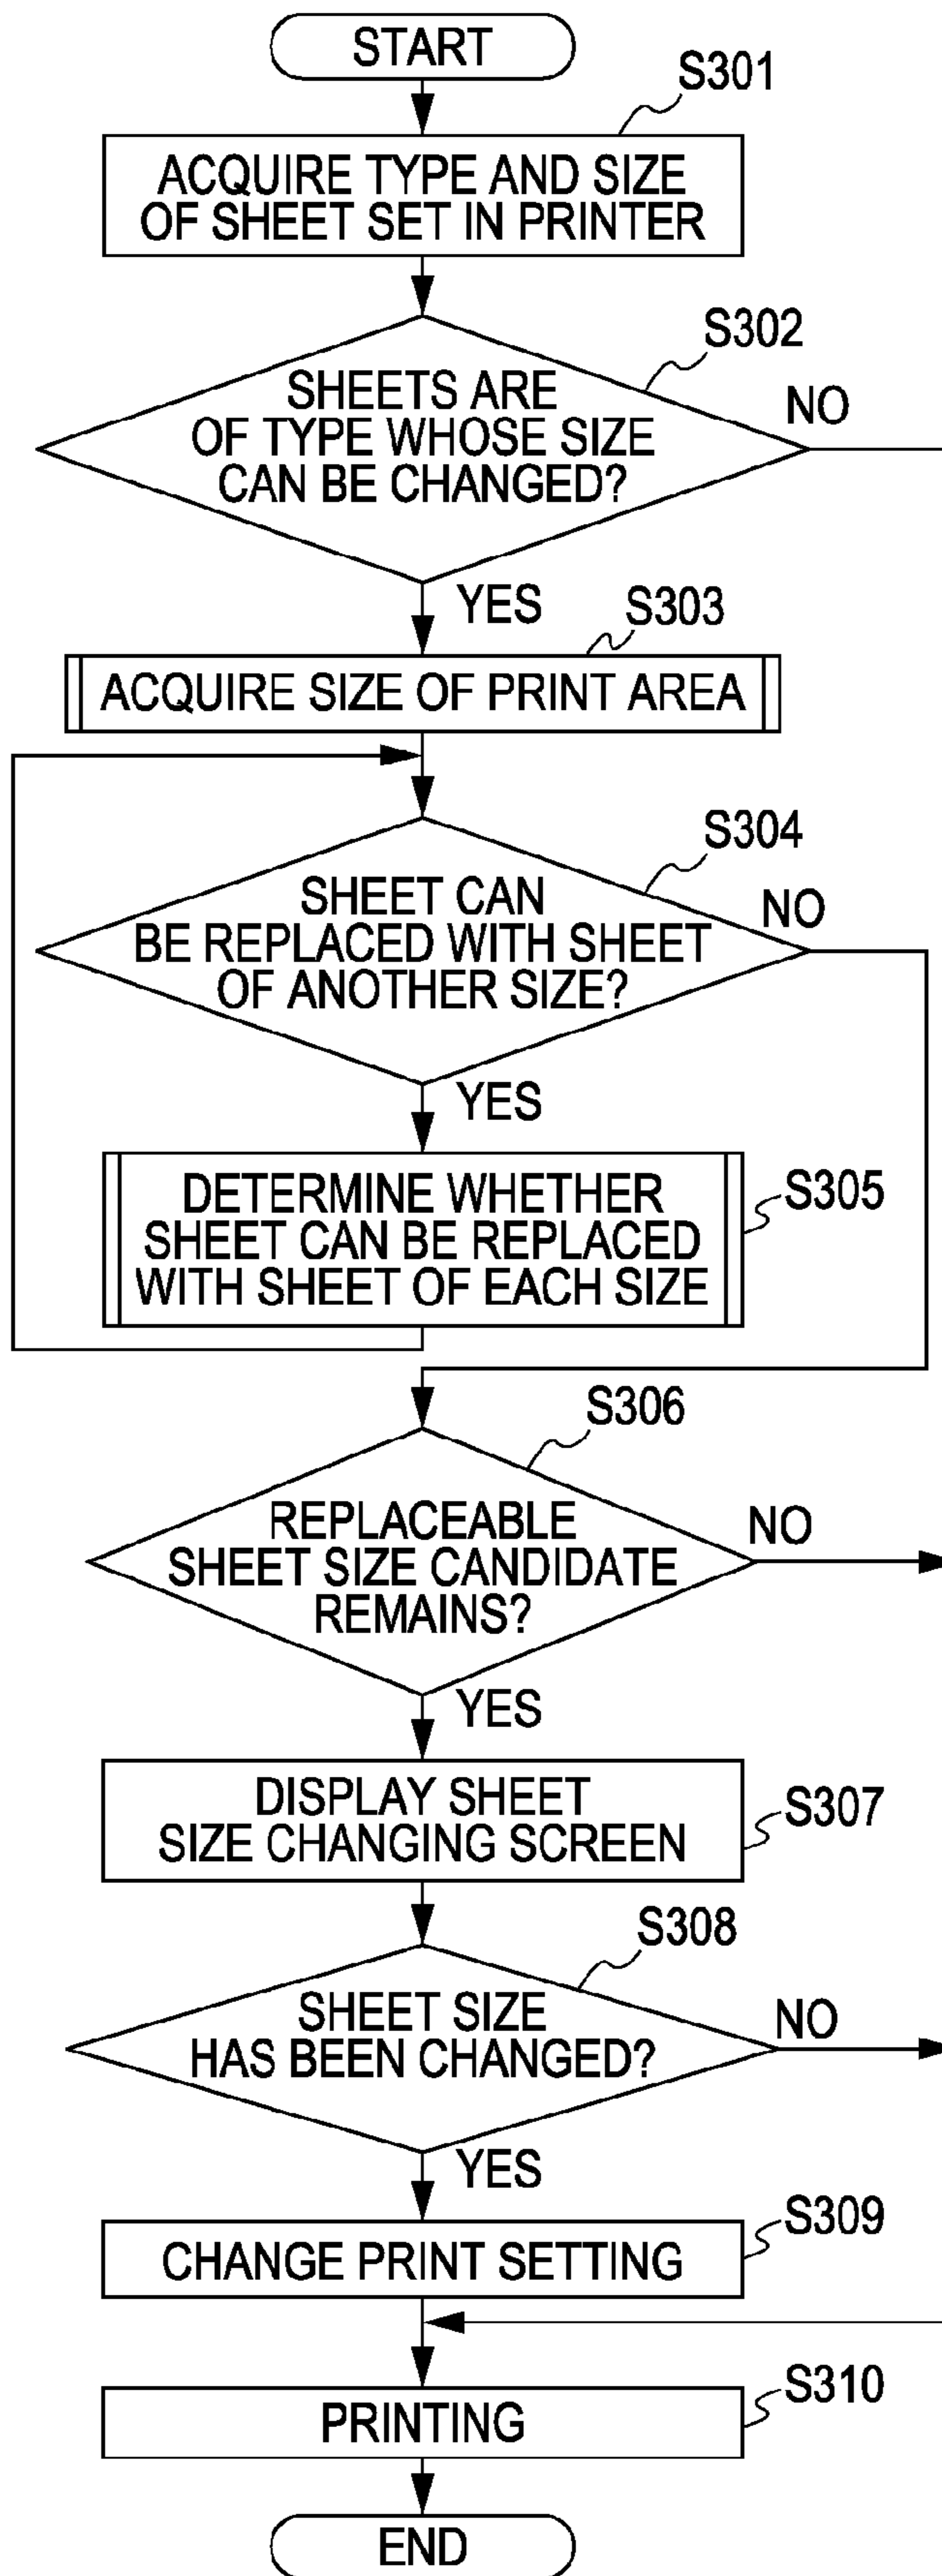 START
S301
ACQUIRE TYPE AND SIZE
OF SHEET SET IN PRINTER
S302
SHEETS ARE
OF TYPE WHOSE SIZE
CAN BE CHANGED?
NO
YES
S303
ACQUIRE SIZE OF PRINT AREA
S304
SHEET CAN
BE REPLACED WITH SHEET
OF ANOTHER SIZE?
NO
YES
DETERMINE WHETHER
SHEET CAN BE REPLACED
WITH SHEET OF EACH SIZE
S305
S306
REPLACEABLE
SHEET SIZE CANDIDATE
REMAINS?
NO
YES
DISPLAY SHEET
SIZE CHANGING SCREEN
S307
S308
SHEET SIZE
HAS BEEN CHANGED?
NO
YES
S309
CHANGE PRINT SETTING
S310
PRINTING
END